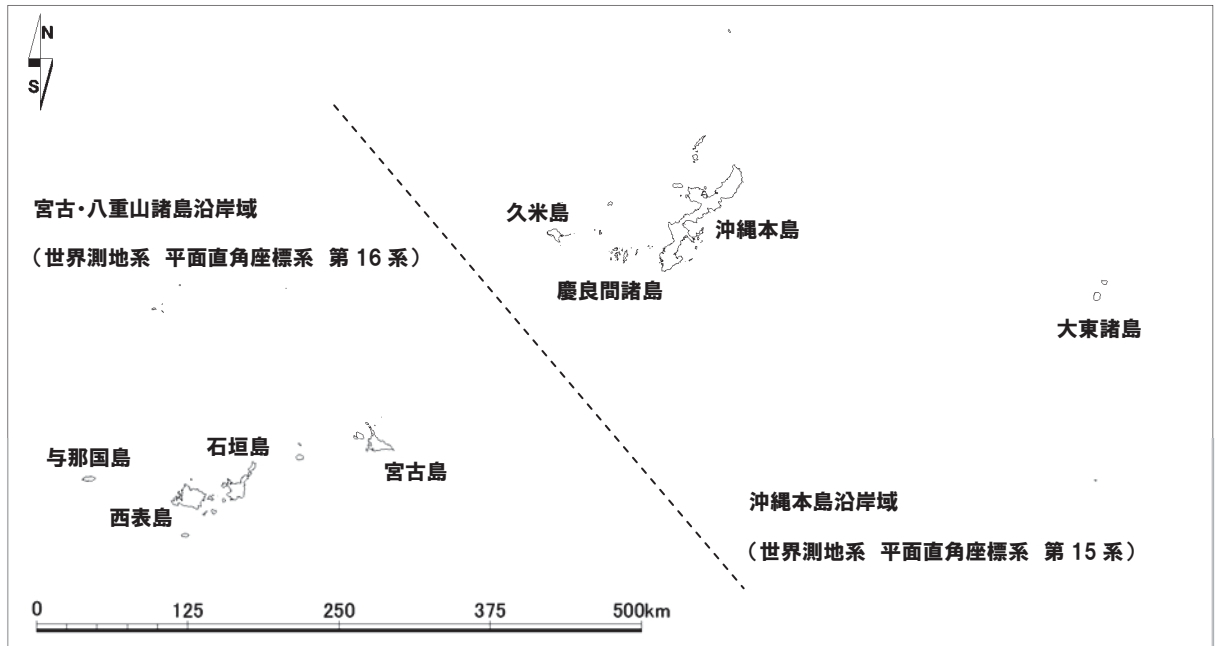 N
S
宮古・八重山諸島沿岸域
（世界測地系 平面直角座標系 第 16 系）
久米島
沖縄本島
慶良間諸島
大東諸島
与那国島
石垣島
宮古島
西表島
沖縄本島沿岸域
（世界測地系 平面直角座標系 第 15 系）
0 125 250 375 500km